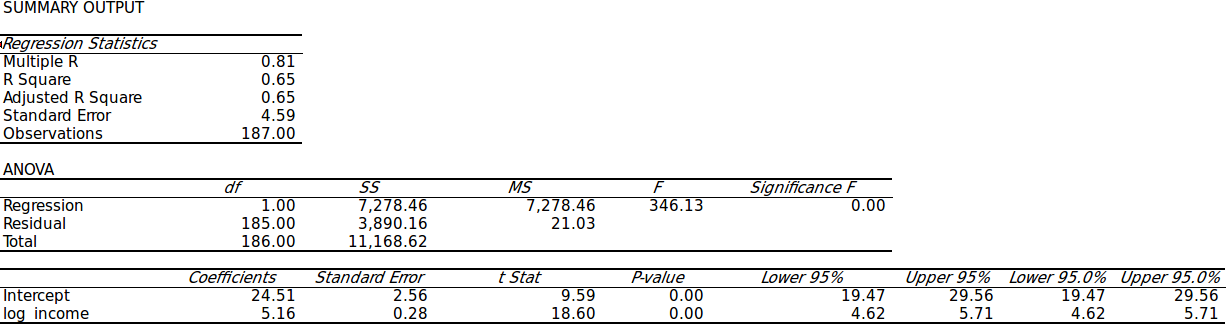 SUMMARY OUTPUT
Regression Statistics
Multiple R 0.81
R Square 0.65
Adjusted R Square 0.65
Standard Error 4.59
Observations 187.00
ANOVA
df SS MS F Significance F
Regression 1.00 7,278.46 7,278.46 346.13 0.00
Residual 185.00 3,890.16 21.03
Total 186.00 11,168.62
Coefficients Standard Error t Stat P-value Lower 95% Upper 95% Lower 95.0% Upper 95.0%
Intercept 24.51 2.56 9.59 0.00 19.47 29.56 19.47 29.56
log income 5.16 0.28 18.60 0.00 4.62 5.71 4.62 5.71